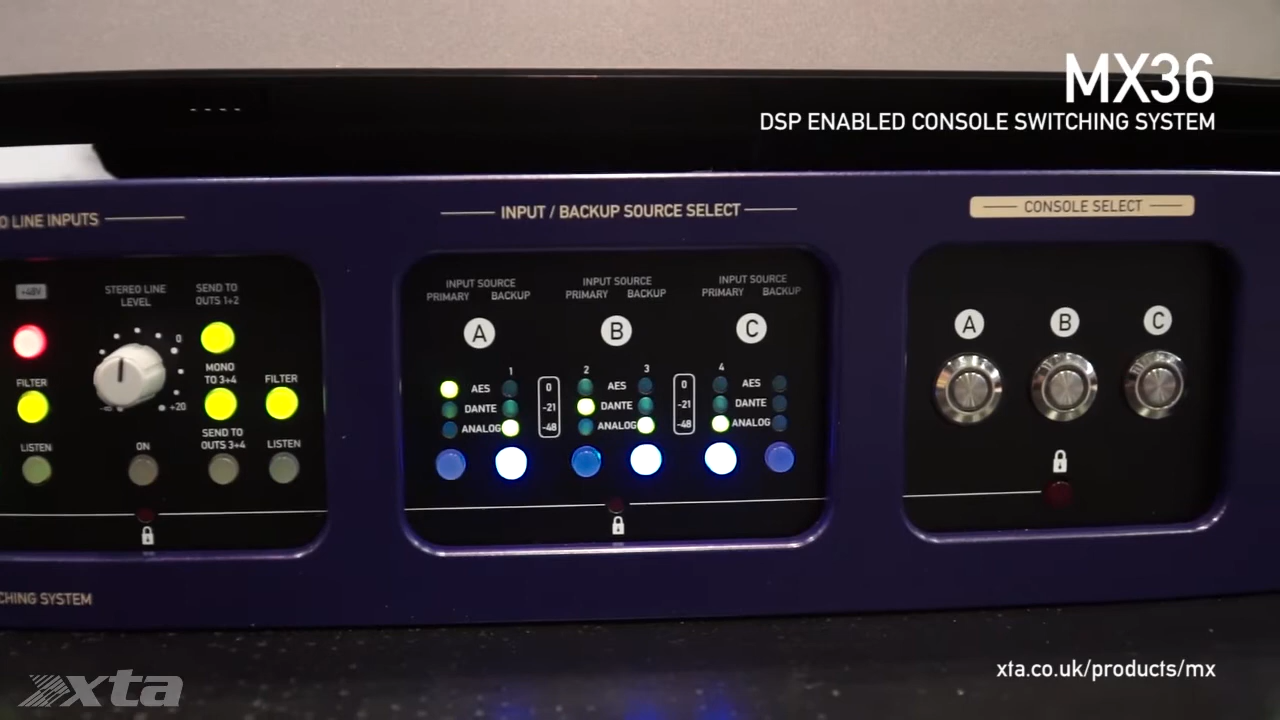 MX36
DSP ENABLED CONSOLE SWITCHING SYSTEM
LINE INPUTS
INPUT / BACKUP SOURCE SELECT
CONSOLE SELECT
+48V
STEREO LINE
LEVEL
SEND TO
OUTS 1+2
0
+20
FILTER
MONO
TO 3+4
FILTER
LISTEN
ON
SEND TO
OUTS 3+4
LISTEN
INPUT SOURCE
PRIMARY BACKUP
A
1
AES
DANTE
ANALOG
0
-21
-48
INPUT SOURCE
PRIMARY BACKUP
B
2 3
AES
DANTE
ANALOG
0
-21
-48
INPUT SOURCE
PRIMARY BACKUP
C
4
AES
DANTE
ANALOG
A B C
SYSTEM
xta
xta.co.uk/products/mx